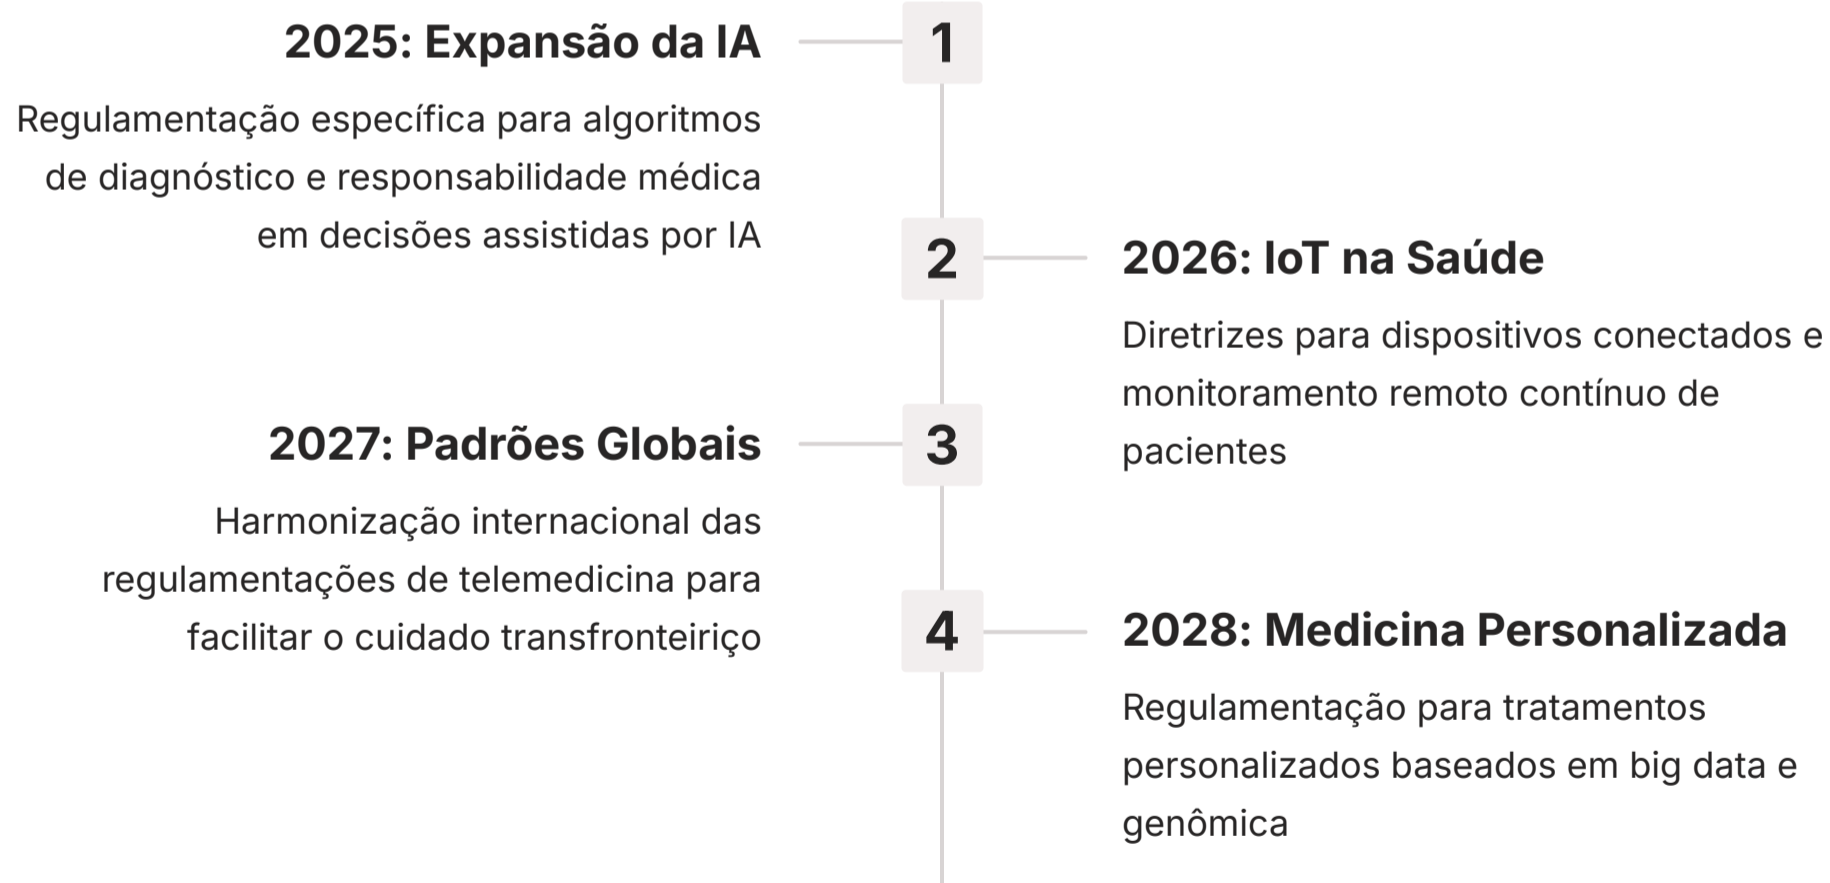 1
2025: Expansão da IA
Regulamentação específica para algoritmos
de diagnóstico e responsabilidade médica
em decisões assistidas por IA
2
2026: IoT na Saúde
Diretrizes para dispositivos conectados e
monitoramento remoto contínuo de
pacientes
3
2027: Padrões Globais
Harmonização internacional das
regulamentações de telemedicina para
facilitar o cuidado transfronteiriço
4
2028: Medicina Personalizada
Regulamentação para tratamentos
personalizados baseados em big data e
genômica